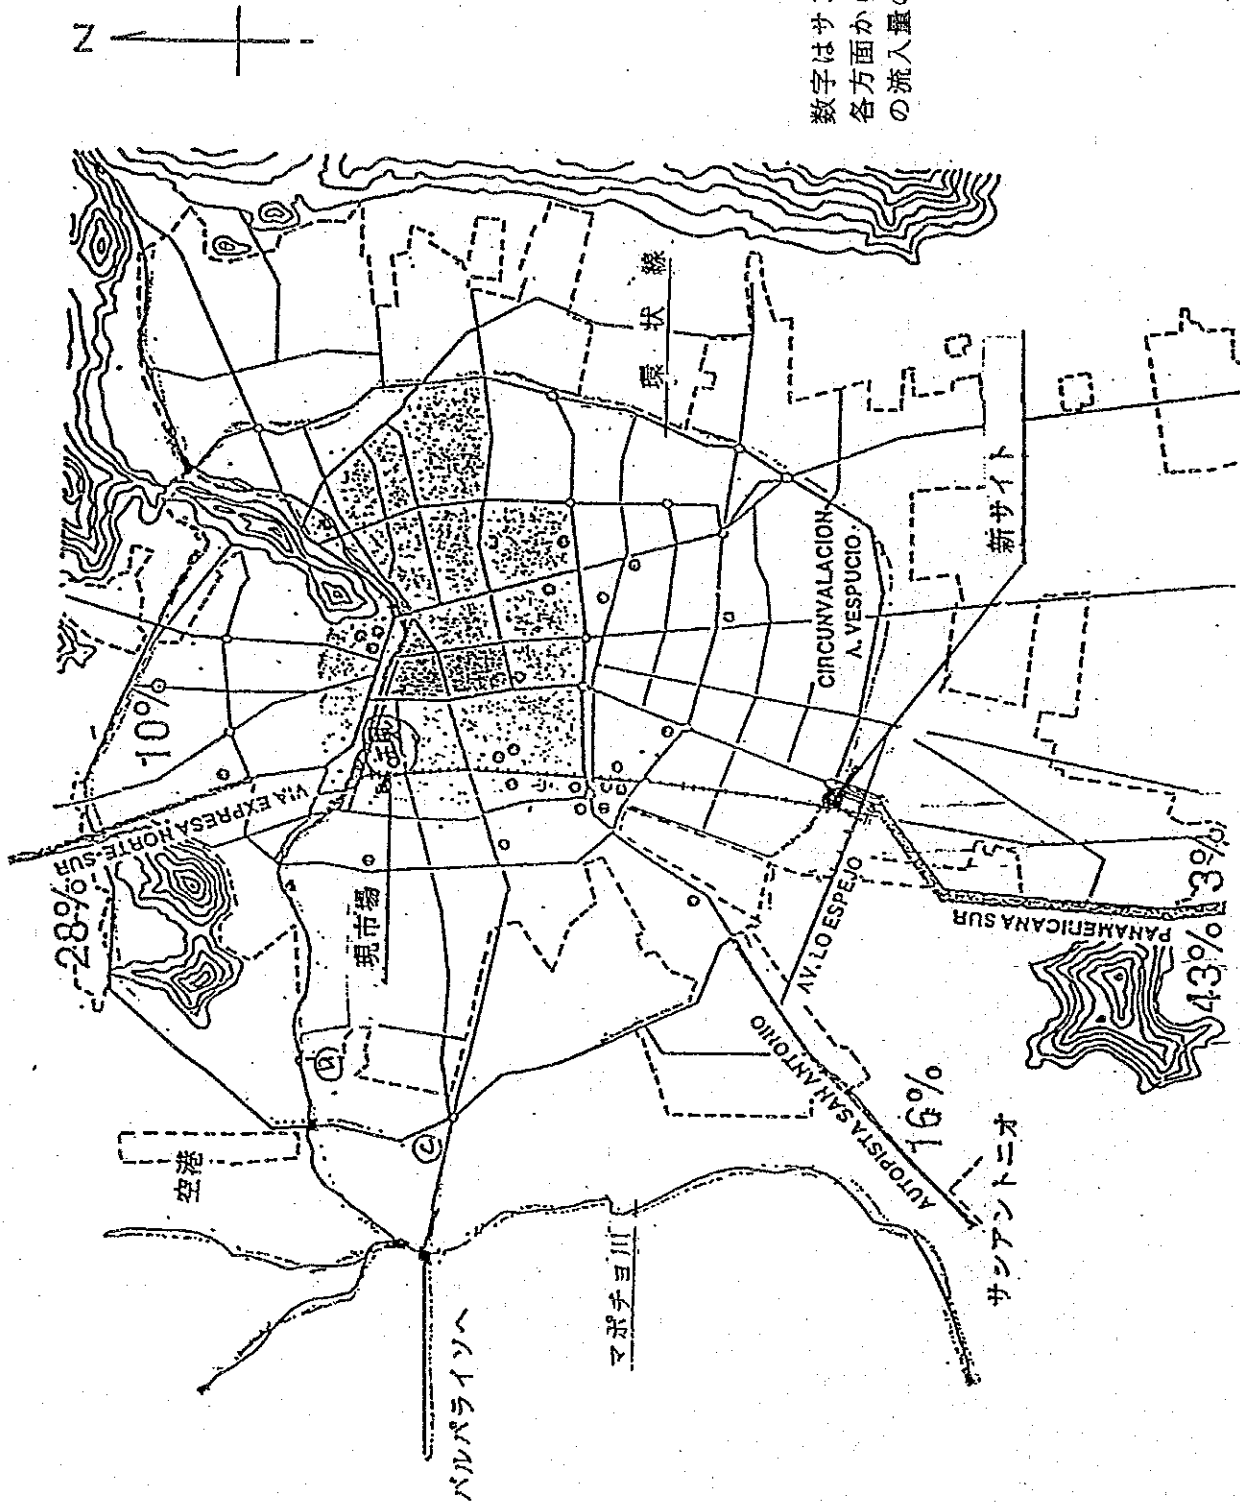 N
数字はサ
各方面か
の流入量の
10%
28%
VIA EXPRESA NORTE SUR
現市場
環状線
空港
C
CIRCUNVALACION
A. VESPUCIO
新サイト
AV. LO ESPEJO
PANAMERICANA SUR
43%
3%
AUTOPISTA SAN ANTONIO
16%
サンアントニオ
マポチョ川
バルパライソへ